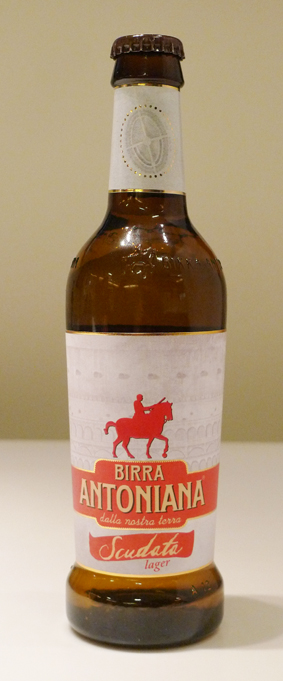 BIRRA
ANTONIANA
dalla nostra terra
Scudata
lager